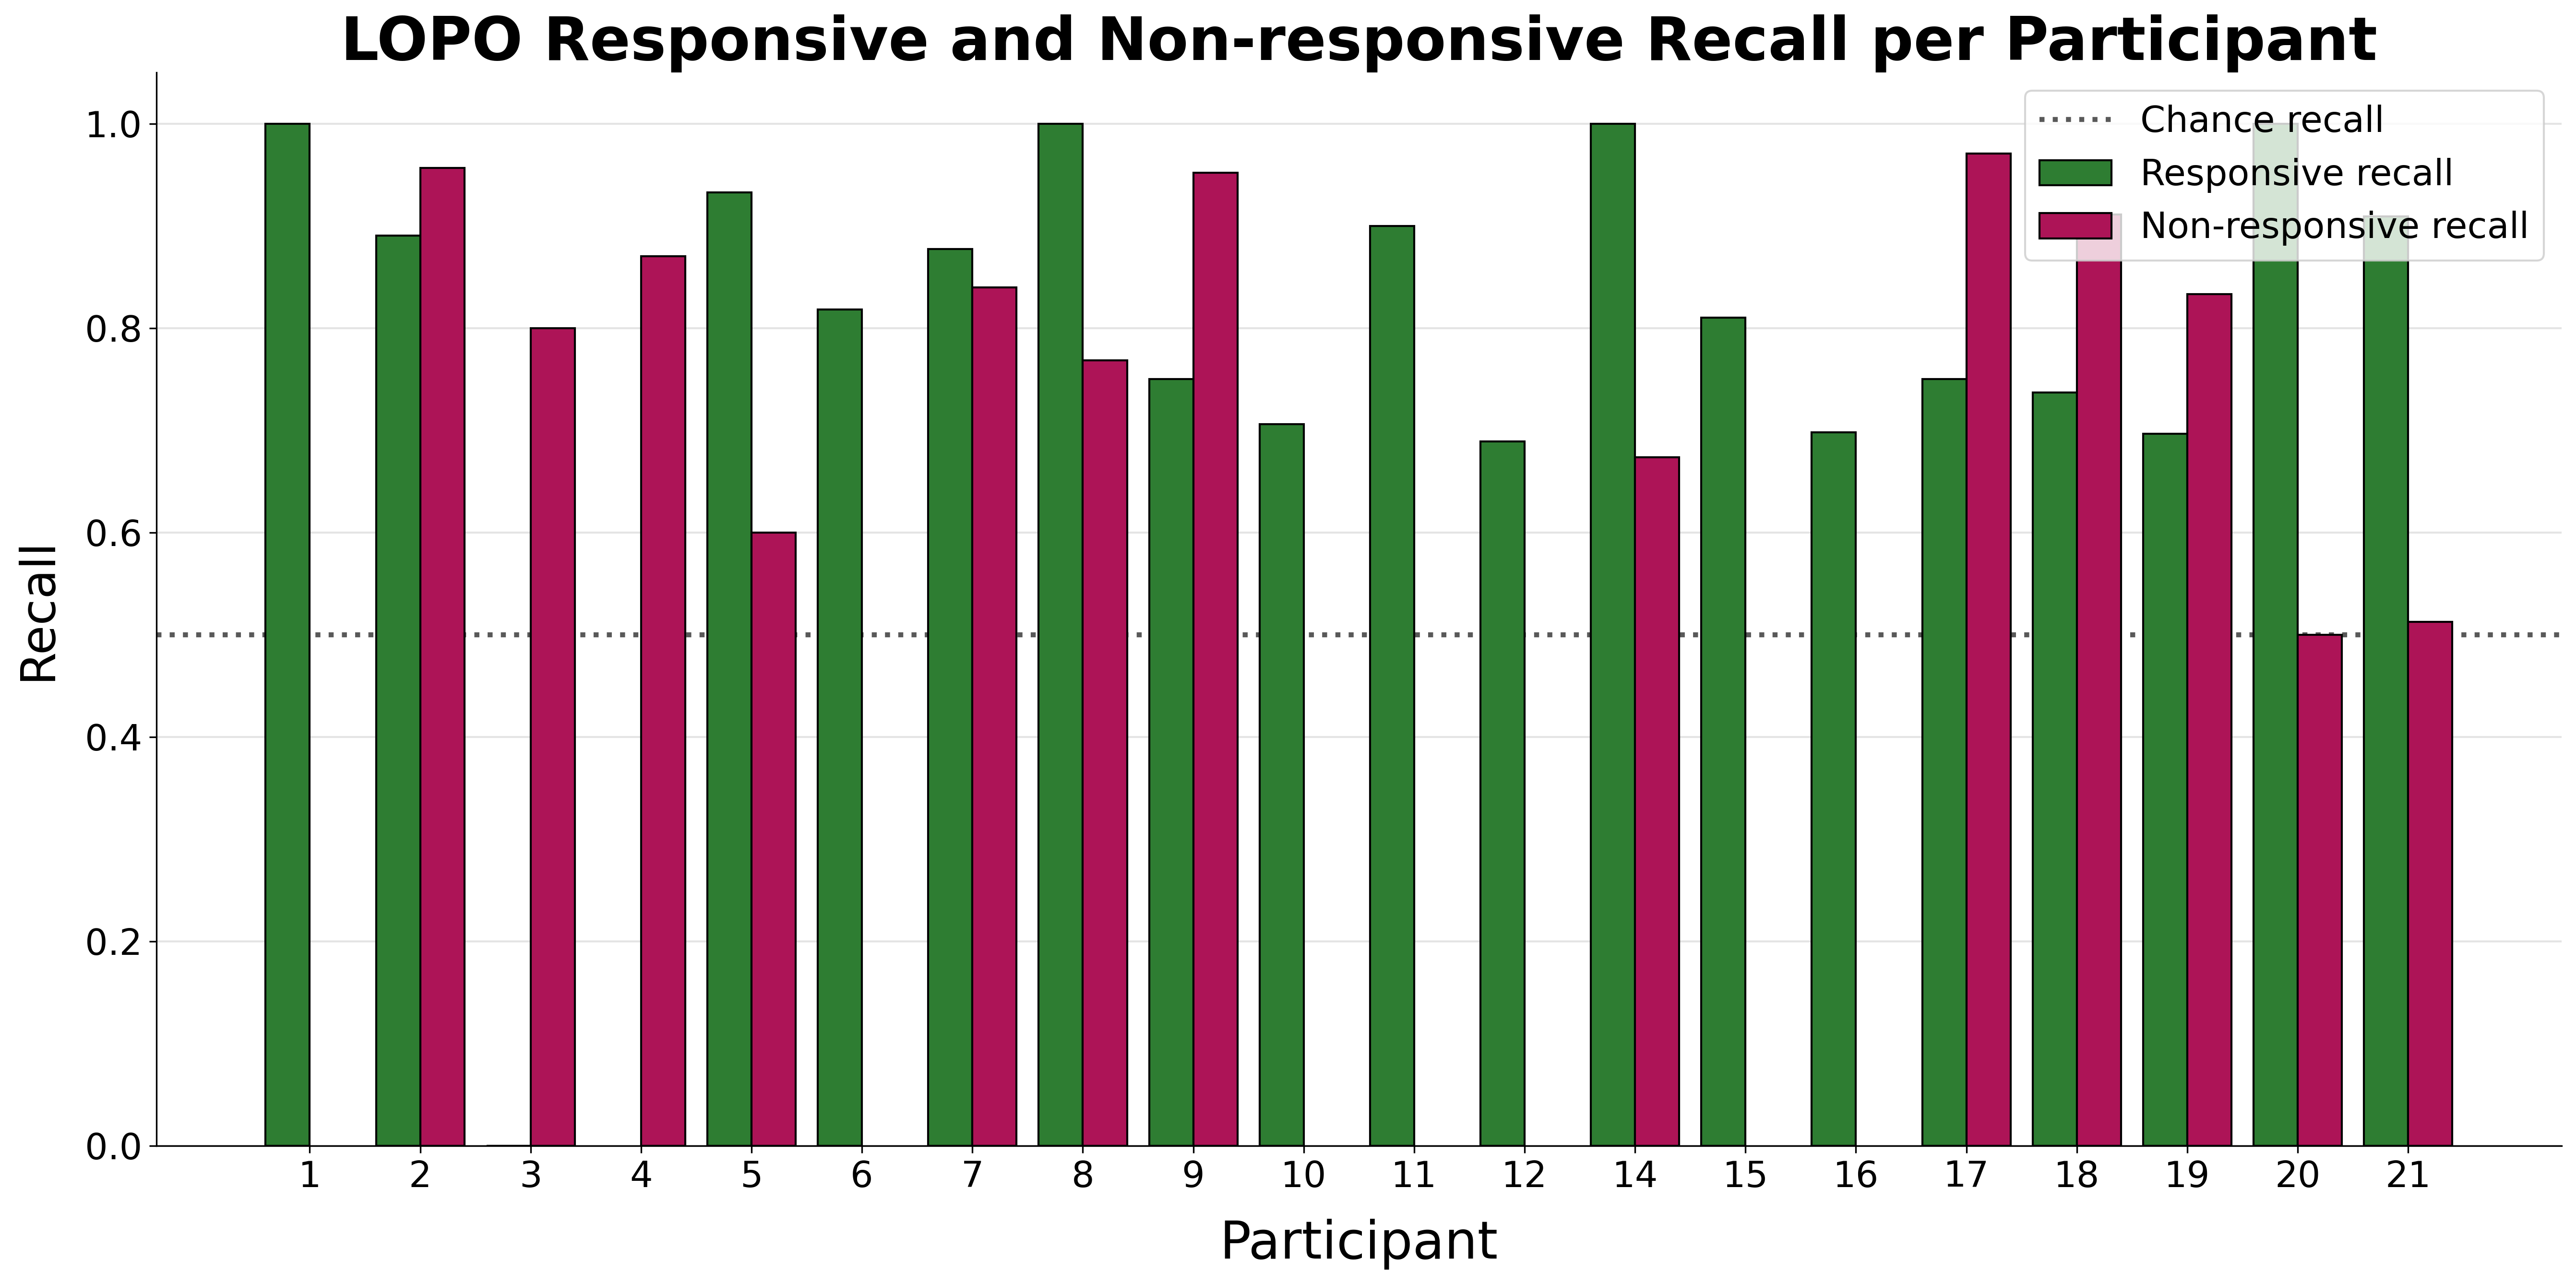 LOPO Responsive and Non-responsive Recall per Participant
Chance recall
Responsive recall
Non-responsive recall
1.0
0.8
0.6
0.4
0.2
0.0
Recall
1 2 3 4 5 6 7 8 9 10 11 12 14 15 16 17 18 19 20 21
Participant